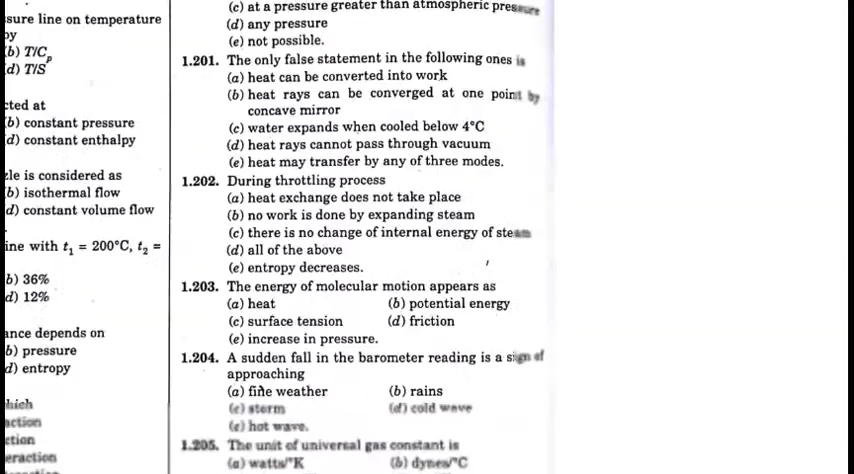 sure line on temperature
by
(b) T/Cp
(d) T/S
cted at
(b) constant pressure
(d) constant enthalpy
zle is considered as
(b) isothermal flow
(d) constant volume flow
ine with t1 = 200°C, t2 =
(b) 36%
(d) 12%
ance depends on
(b) pressure
(d) entropy
hich
action
ction
eraction
(c) at a pressure greater than atmospheric pressure
(d) any pressure
(e) not possible.
1.201. The only false statement in the following ones is
(a) heat can be converted into work
(b) heat rays can be converged at one point by
concave mirror
(c) water expands when cooled below 4°C
(d) heat rays cannot pass through vacuum
(e) heat may transfer by any of three modes.
1.202. During throttling process
(a) heat exchange does not take place
(b) no work is done by expanding steam
(c) there is no change of internal energy of steam
(d) all of the above
(e) entropy decreases.
1.203. The energy of molecular motion appears as
(a) heat (b) potential energy
(c) surface tension (d) friction
(e) increase in pressure.
1.204. A sudden fall in the barometer reading is a sign of
approaching
(a) fine weather (b) rains
(c) storm (d) cold wave
(e) hot wave.
1.205. The unit of universal gas constant is
(a) watts/°K (b) dynes/°C